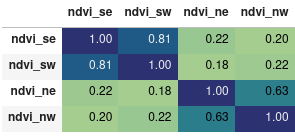 ndvi_se ndvi_sw ndvi_ne ndvi_nw
ndvi_se 1.00 0.81 0.22 0.20
ndvi_sw 0.81 1.00 0.18 0.22
ndvi_ne 0.22 0.18 1.00 0.63
ndvi_nw 0.20 0.22 0.63 1.00